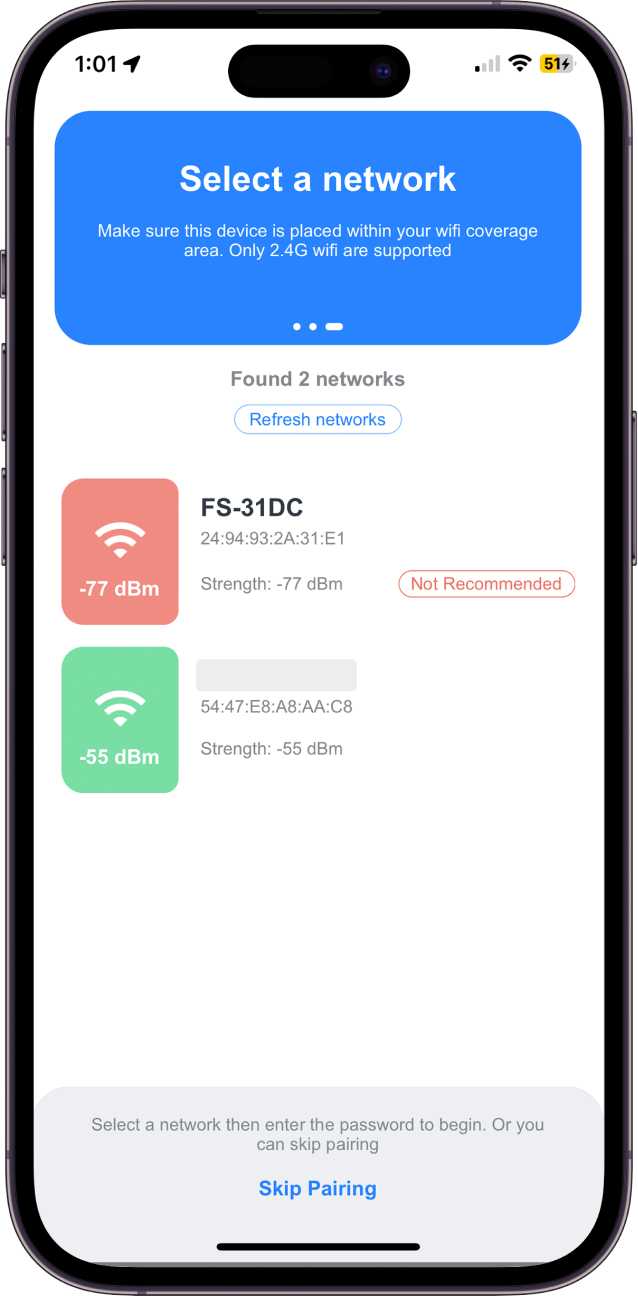 1:01
51
Select a network
Make sure this device is placed within your wifi coverage
area. Only 2.4G wifi are supported
Found 2 networks
Refresh networks
FS-31DC
24:94:93:2A:31:E1
-77 dBm
Strength: -77 dBm
Not Recommended
54:47:E8:A8:AA:C8
-55 dBm
Strength: -55 dBm
Select a network then enter the password to begin. Or you
can skip pairing
Skip Pairing